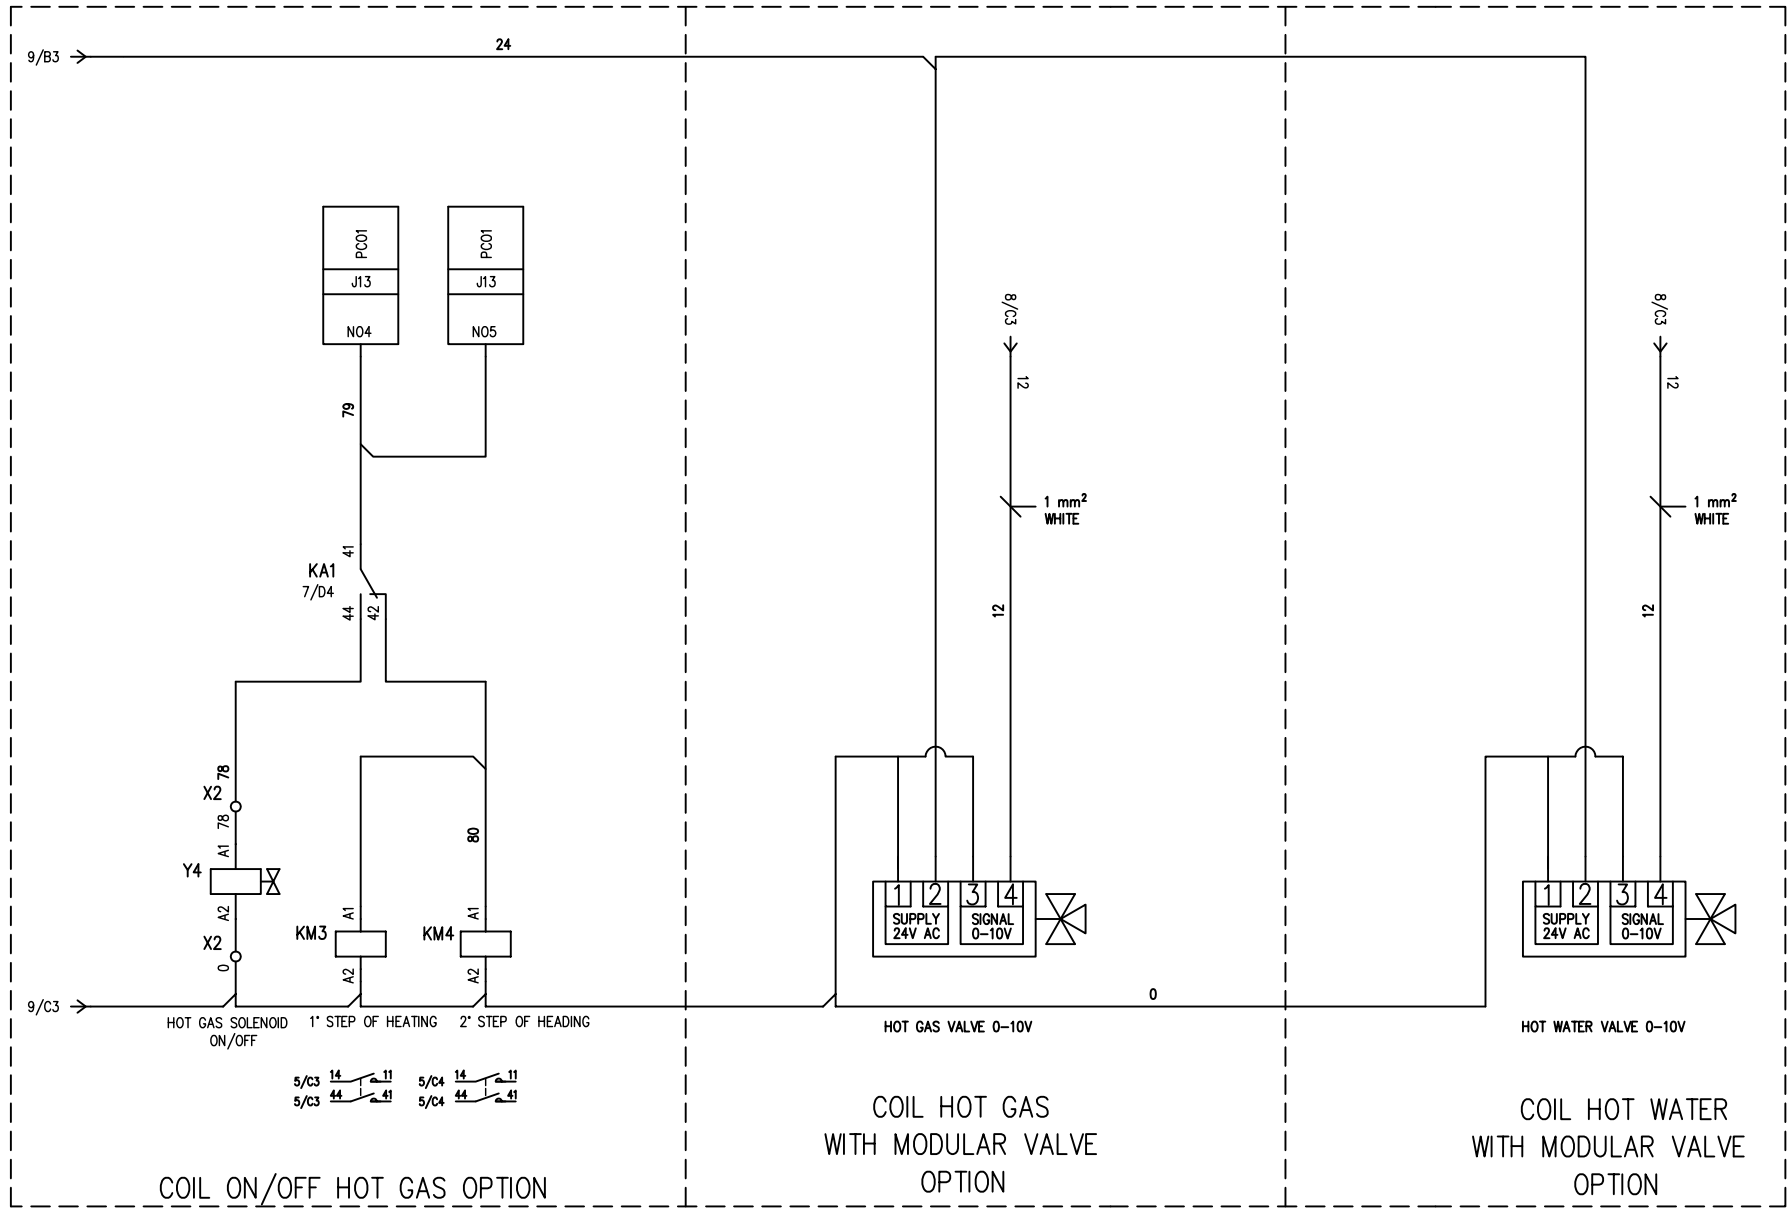 24
9/B3
PCO1
PCO1
J13
J13
NO4
NO5
8/C3
8/C3
12
12
79
1 mm²
WHITE
1 mm²
WHITE
41
KA1
7/D4
44
42
12
12
78
X2
78
80
A1
Y4
A2
X2
0
A1
KM3
A2
A1
KM4
A2
1
2
3
4
SUPPLY
24V AC
SIGNAL
0-10V
1
2
3
4
SUPPLY
24V AC
SIGNAL
0-10V
9/C3
0
HOT GAS SOLENOID
ON/OFF
1° STEP OF HEATING
2° STEP OF HEADING
HOT GAS VALVE 0-10V
HOT WATER VALVE 0-10V
5/C3 14 11
5/C3 44 41
5/C4 14 11
5/C4 44 41
COIL ON/OFF HOT GAS OPTION
COIL HOT GAS
WITH MODULAR VALVE
OPTION
COIL HOT WATER
WITH MODULAR VALVE
OPTION